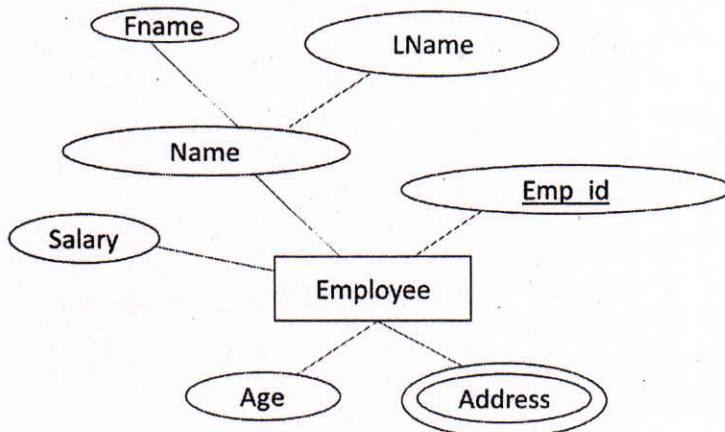 Fname
LName
Name
Emp_id
Salary
Employee
Age
Address